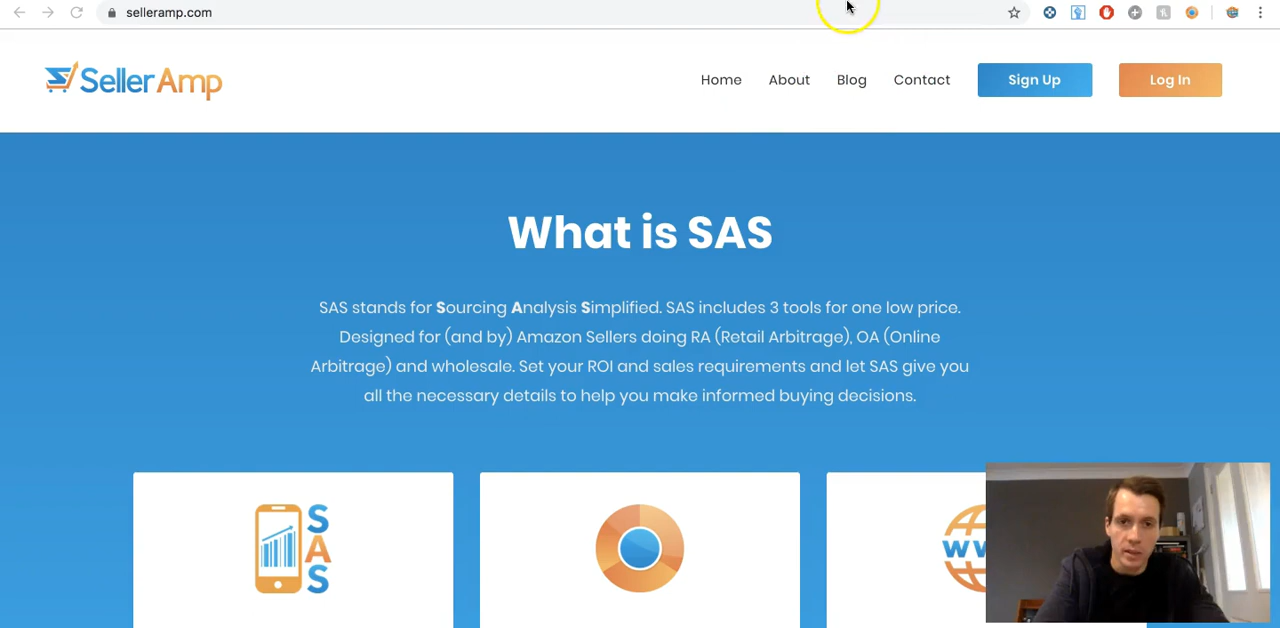 selleramp.com
SellerAmp
Home About Blog Contact Sign Up Log In
What is SAS
SAS stands for Sourcing Analysis Simplified. SAS includes 3 tools for one low price.
Designed for (and by) Amazon Sellers doing RA (Retail Arbitrage), OA (Online
Arbitrage) and wholesale. Set your ROI and sales requirements and let SAS give you
all the necessary details to help you make informed buying decisions.
S
A
S